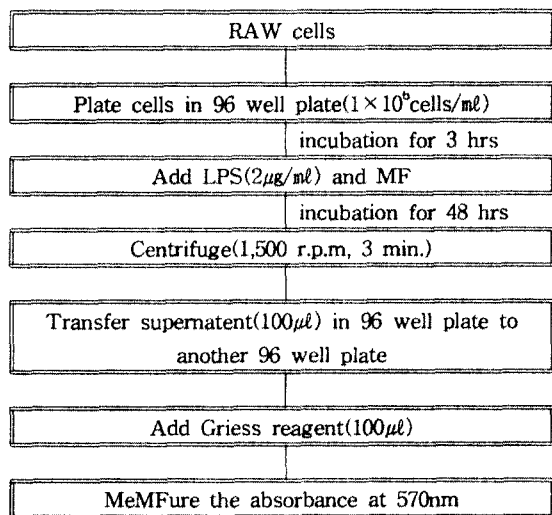 RAW cells
Plate cells in 96 well plate(1×10⁶cells/㎖)
incubation for 3 hrs
Add LPS(2㎍/㎖) and MF
incubation for 48 hrs
Centrifuge(1,500 r.p.m, 3 min.)
Transfer supernatent(100㎕) in 96 well plate to
another 96 well plate
Add Griess reagent(100㎕)
MeMFure the absorbance at 570nm